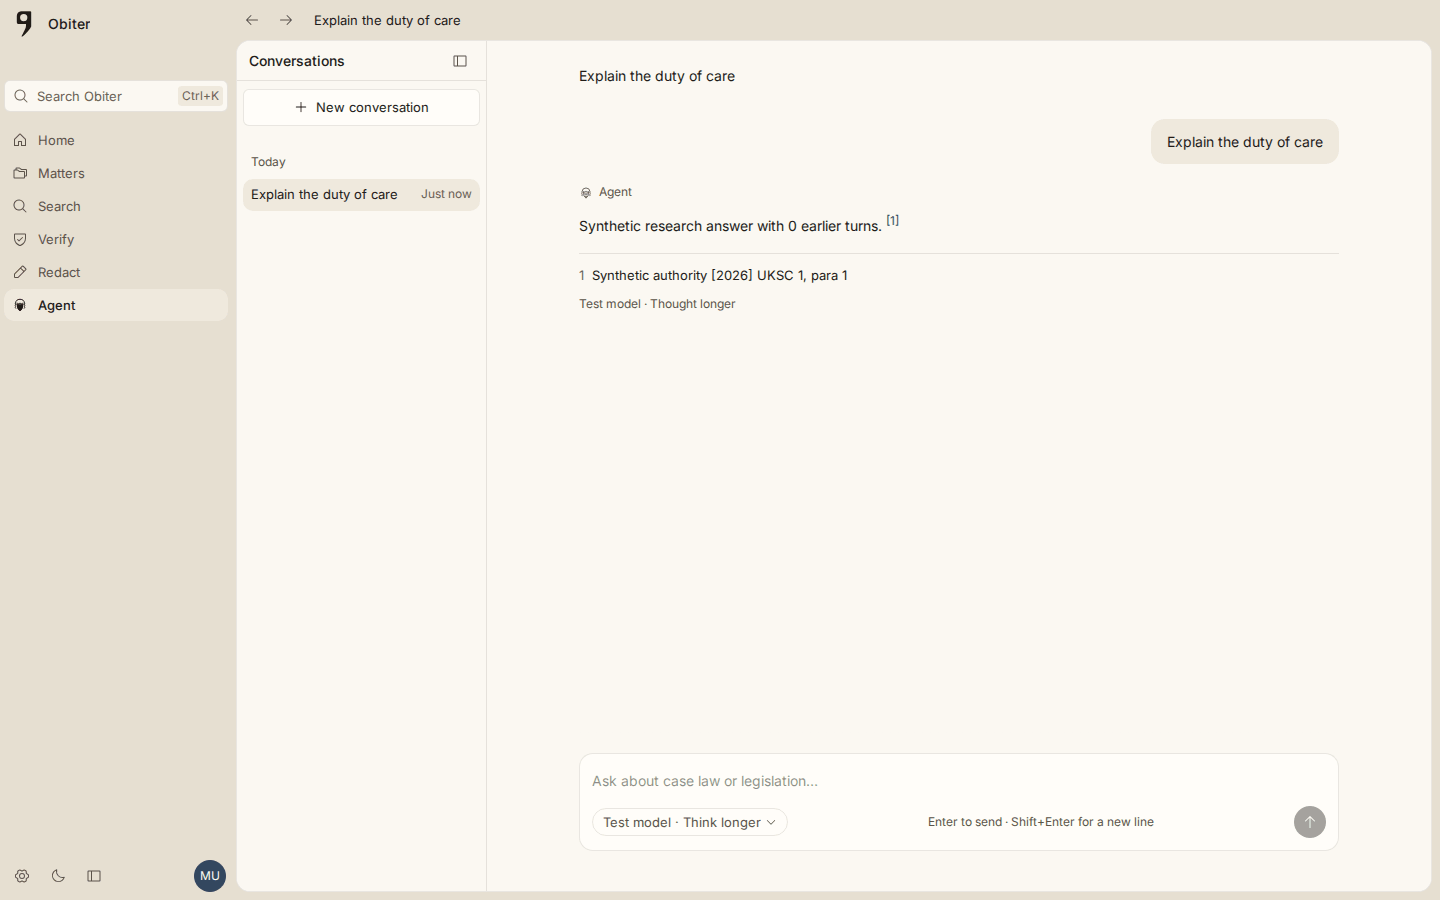 Obiter
Explain the duty of care
Search Obiter
Ctrl+K
Home
Matters
Search
Verify
Redact
Agent
MU
Conversations
New conversation
Today
Explain the duty of care Just now
Explain the duty of care
Explain the duty of care
Agent
Synthetic research answer with 0 earlier turns. [1]
1 Synthetic authority [2026] UKSC 1, para 1
Test model · Thought longer
Ask about case law or legislation...
Test model · Think longer
Enter to send · Shift+Enter for a new line